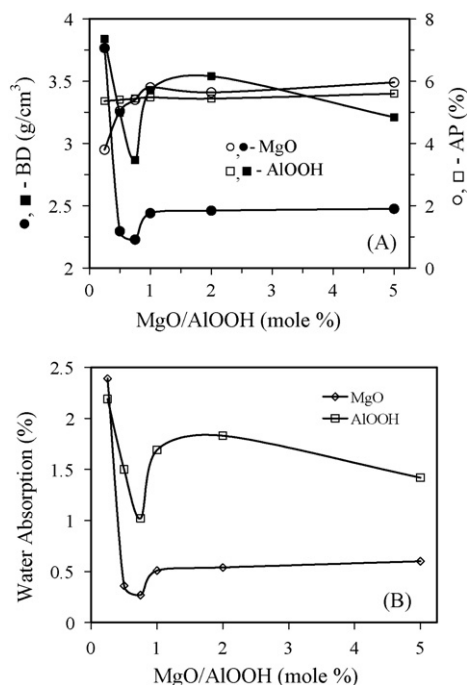 4
3.5
3
2.5
2
8
6
4
2
0
●, ■ - BD (g/cm³)
○, □ - AP (%)
○,●- MgO
□,■- AlOOH
(A)
0 1 2 3 4 5
MgO/AlOOH (mole %)
2.5
2
1.5
1
0.5
0
Water Absorption (%)
MgO
AlOOH
(B)
0 1 2 3 4 5
MgO/AlOOH (mole %)